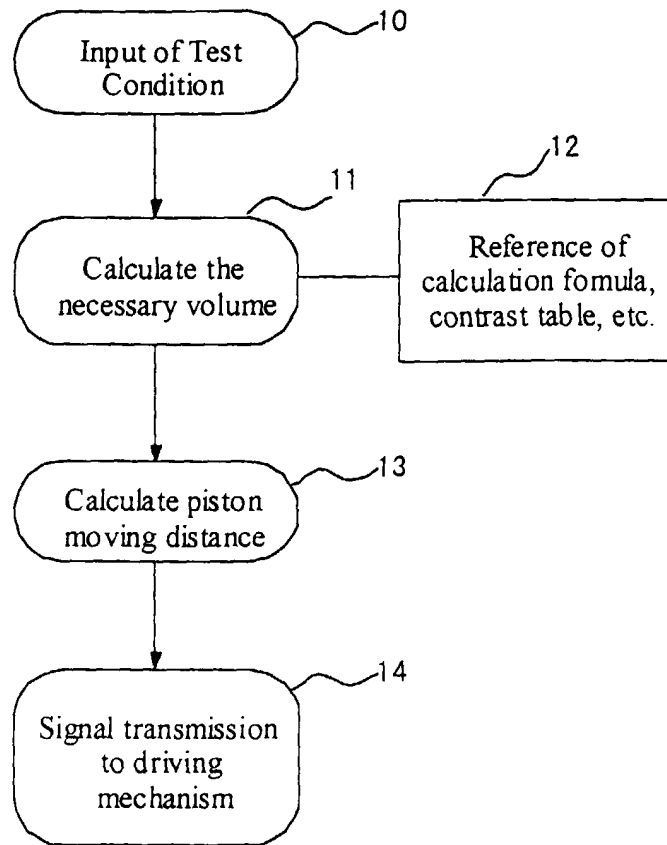 10
Input of Test
Condition
11
Calculate the
necessary volume
12
Reference of
calculation fomula,
contrast table, etc.
13
Calculate piston
moving distance
14
Signal transmission
to driving
mechanism